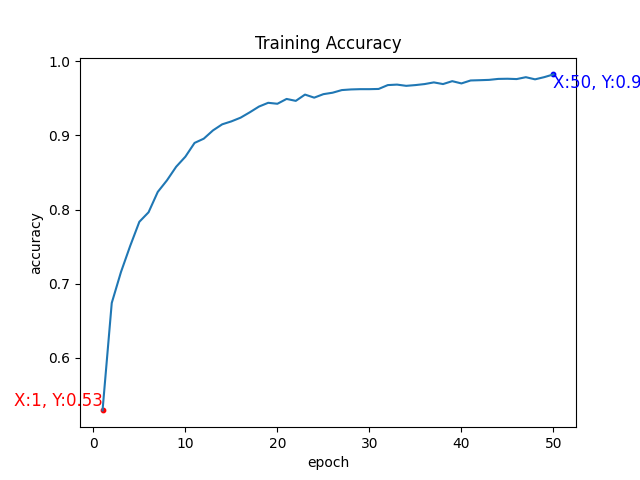 Training Accuracy
1.0
0.9
0.8
0.7
0.6
accuracy
X:50, Y:0.9
X:1, Y:0.53
0 10 20 30 40 50
epoch